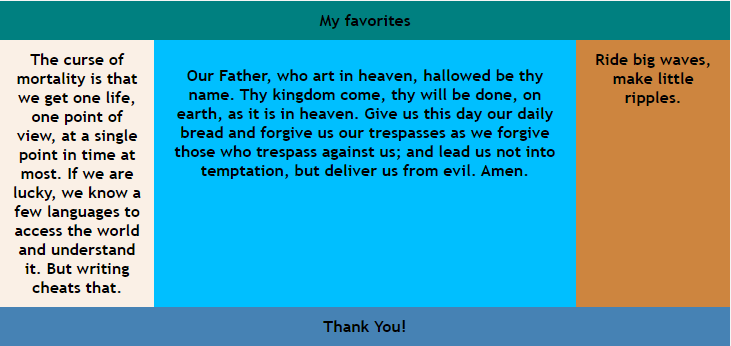 My favorites
The curse of
mortality is that
we get one life,
one point of
view, at a single
point in time at
most. If we are
lucky, we know a
few languages to
access the world
and understand
it. But writing
cheats that.
Our Father, who art in heaven, hallowed be thy
name. Thy kingdom come, thy will be done, on
earth, as it is in heaven. Give us this day our daily
bread and forgive us our trespasses as we forgive
those who trespass against us; and lead us not into
temptation, but deliver us from evil. Amen.
Ride big waves,
make little
ripples.
Thank You!